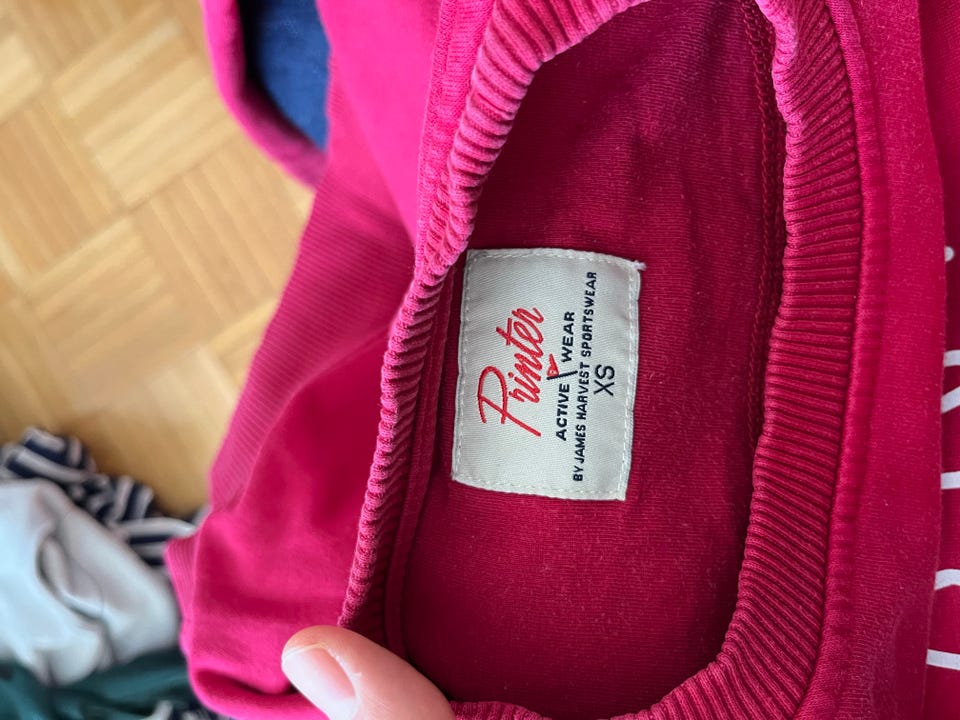 Printer
ACTIVE WEAR
BY JAMES HARVEST SPORTSWEAR
XS